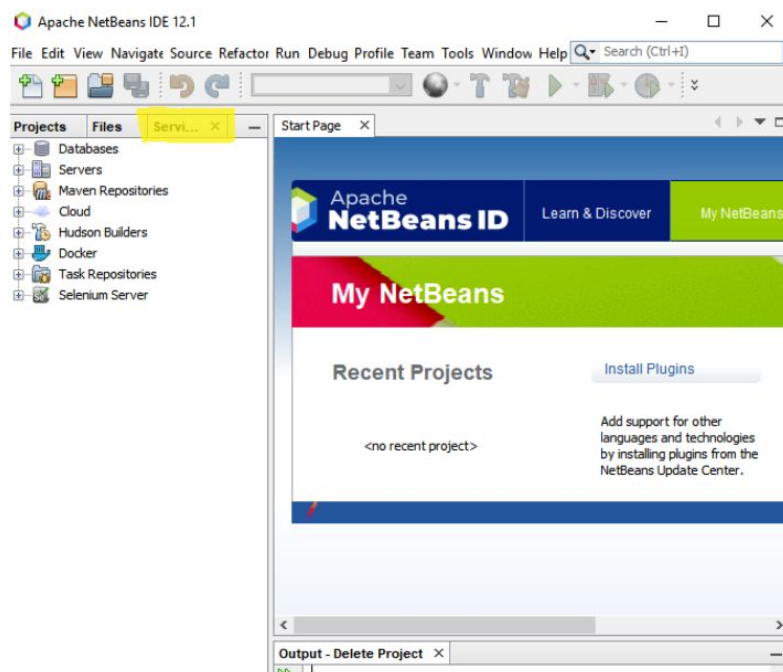 Apache NetBeans IDE 12.1
File Edit View Navigate Source Refactor Run Debug Profile Team Tools Window Help Search (Ctrl+I)
Projects Files Servi...
Databases
Servers
Maven Repositories
Cloud
Hudson Builders
Docker
Task Repositories
Selenium Server
Start Page
Apache
NetBeans ID
Learn & Discover
My NetBeans
My NetBeans
Recent Projects
<no recent project>
Install Plugins
Add support for other
languages and technologies
by installing plugins from the
NetBeans Update Center.
Output - Delete Project